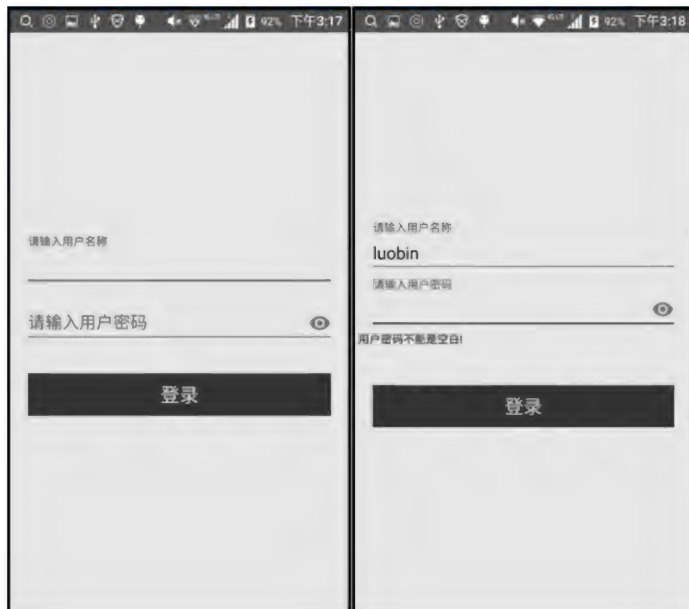 92% 下午3:17
请输入用户名称
请输入用户密码
登录
92% 下午3:18
请输入用户名称
luobin
请输入用户密码
用户密码不能是空白!
登录